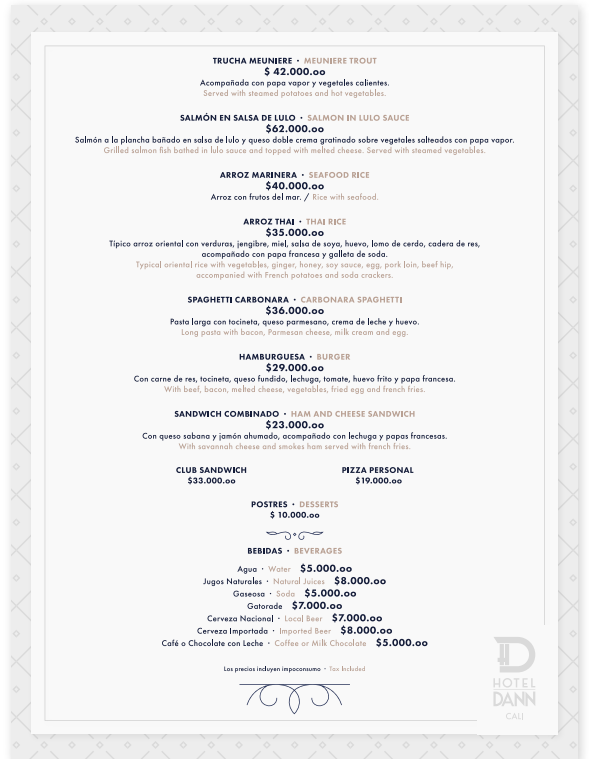 TRUCHA MEUNIERE · MEUNIERE TROUT
$ 42.000.oo
Acompañada con papa vapor y vegetales calientes.
Served with steamed potatoes and hot vegetables.
SALMÓN EN SALSA DE LULO · SALMON IN LULO SAUCE
$62.000.oo
Salmón a la plancha bañado en salsa de lulo y queso doble crema gratinado sobre vegetales salteados con papa vapor.
Grilled salmon fish bathed in lulo sauce and topped with melted cheese. Served with steamed vegetables.
ARROZ MARINERA · SEAFOOD RICE
$40.000.oo
Arroz con frutos del mar. / Rice with seafood.
ARROZ THAI · THAI RICE
$35.000.oo
Típico arroz oriental con verduras, jengibre, miel, salsa de soya, huevo, lomo de cerdo, cadera de res,
acompañado con papa francesa y galleta de soda.
Typical oriental rice with vegetables, ginger, honey, soy sauce, egg, pork loin, beef hip,
accompanied with French potatoes and soda crackers.
SPAGHETTI CARBONARA · CARBONARA SPAGHETTI
$36.000.oo
Pasta larga con tocineta, queso parmesano, crema de leche y huevo.
Long pasta with bacon, Parmesan cheese, milk cream and egg.
HAMBURGUESA · BURGER
$29.000.oo
Con carne de res, tocineta, queso fundido, lechuga, tomate, huevo frito y papa francesa.
With beef, bacon, melted cheese, vegetables, fried egg and french fries.
SANDWICH COMBINADO · HAM AND CHEESE SANDWICH
$23.000.oo
Con queso sabana y jamón ahumado, acompañado con lechuga y papas francesas.
With savannah cheese and smokes ham served with french fries.
CLUB SANDWICH PIZZA PERSONAL
$33.000.oo $19.000.oo
POSTRES · DESSERTS
$ 10.000.oo
BEBIDAS · BEVERAGES
Agua · Water $5.000.oo
Jugos Naturales · Natural Juices $8.000.oo
Gaseosa · Soda $5.000.oo
Gatorade $7.000.oo
Cerveza Nacional · Local Beer $7.000.oo
Cerveza Importada · Imported Beer $8.000.oo
Café o Chocolate con Leche · Coffee or Milk Chocolate $5.000.oo
Los precios incluyen impoconsumo · Tax Included
D
HOTEL
DANN
CALI